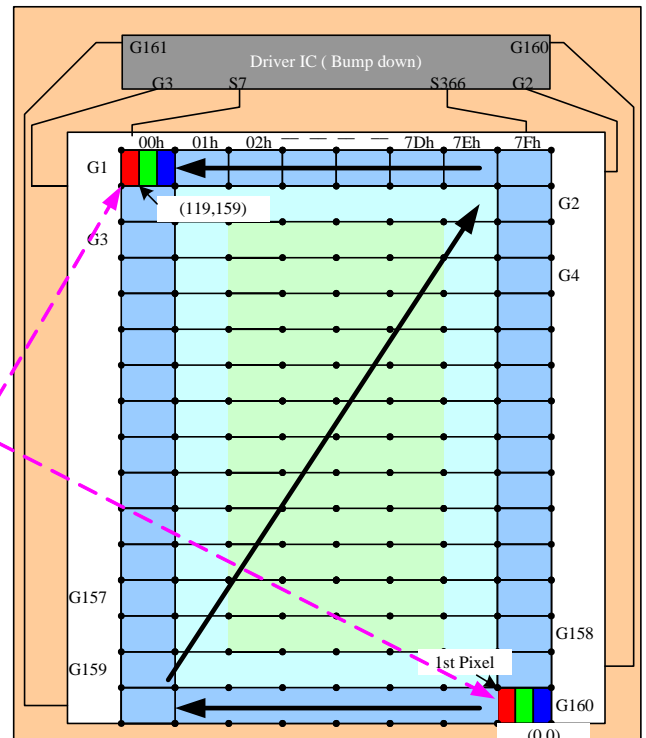 G161 G160
Driver IC ( Bump down)
G3 S7 S366 G2
00h 01h 02h 7Dh 7Eh 7Fh
G1
(119,159)
G2
G3
G4
G157
G158
1st Pixel
G159
G160
(0,0)